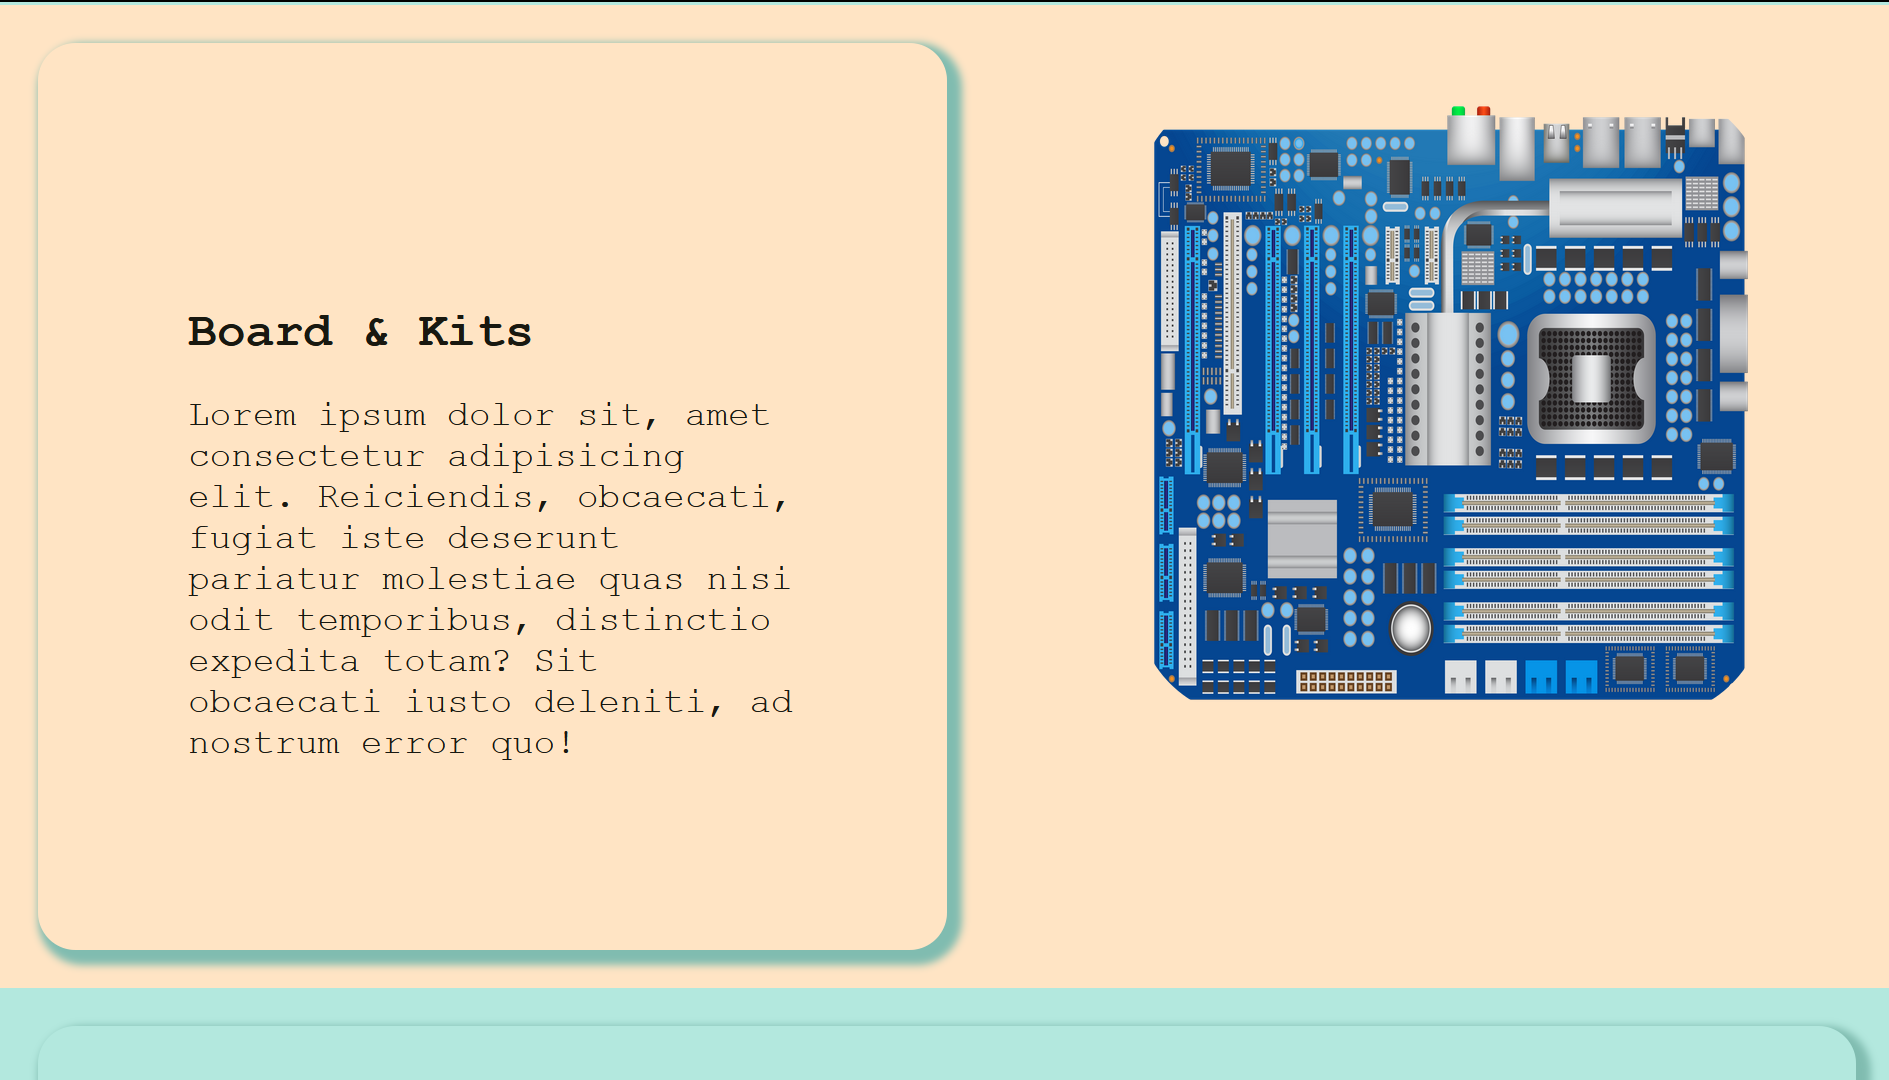 Board & Kits
Lorem ipsum dolor sit, amet
consectetur adipisicing
elit. Reiciendis, obcaecati,
fugiat iste deserunt
pariatur molestiae quas nisi
odit temporibus, distinctio
expedita totam? Sit
obcaecati iusto deleniti, ad
nostrum error quo!